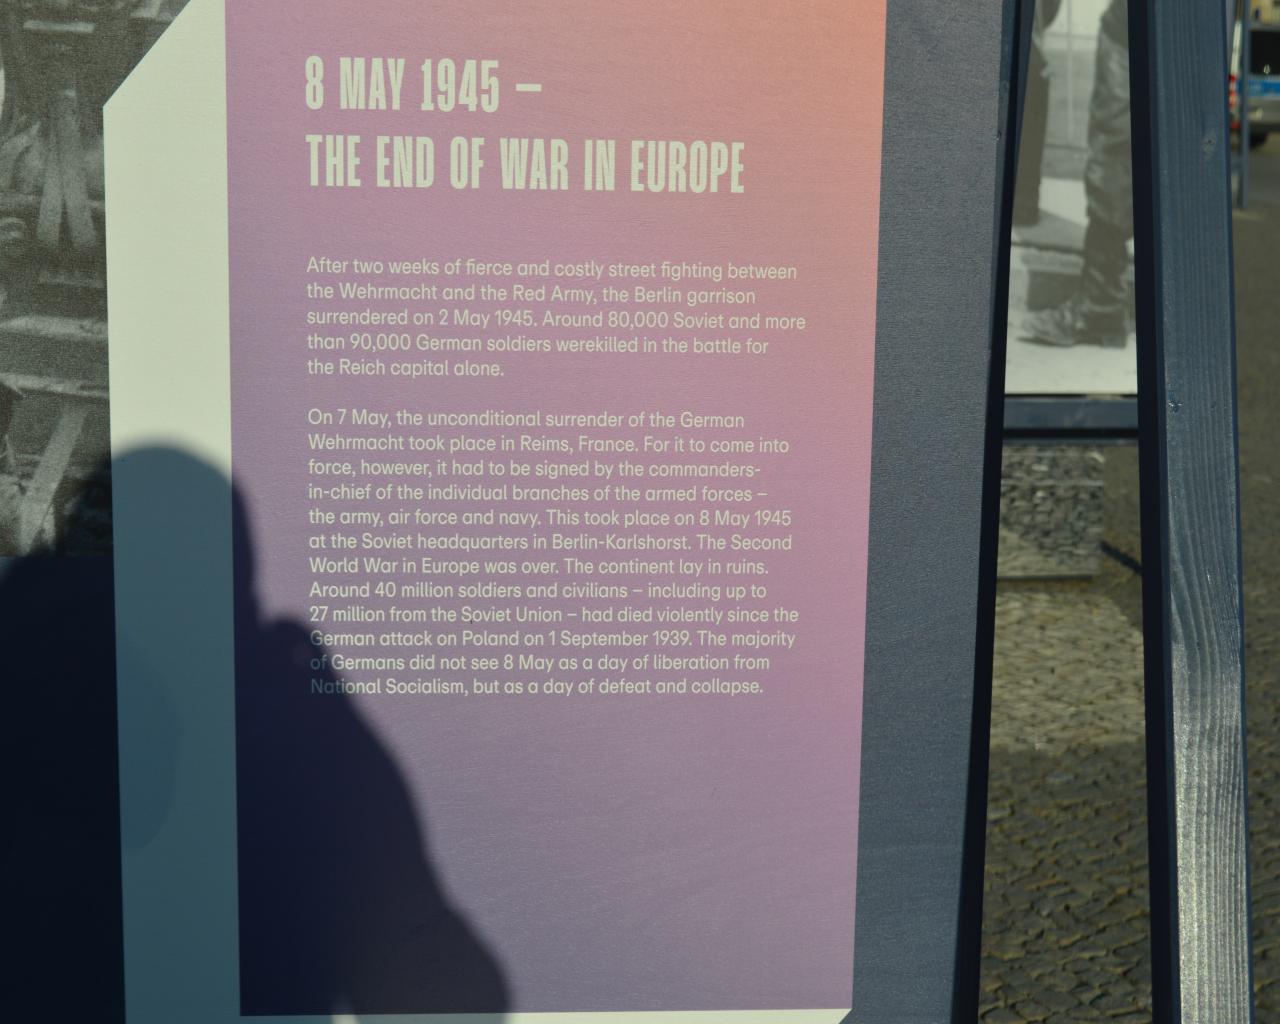 8 MAY 1945 –
THE END OF WAR IN EUROPE
After two weeks of fierce and costly street fighting between
the Wehrmacht and the Red Army, the Berlin garrison
surrendered on 2 May 1945. Around 80,000 Soviet and more
than 90,000 German soldiers werekilled in the battle for
the Reich capital alone.
On 7 May, the unconditional surrender of the German
Wehrmacht took place in Reims, France. For it to come into
force, however, it had to be signed by the commanders-
in-chief of the individual branches of the armed forces –
the army, air force and navy. This took place on 8 May 1945
at the Soviet headquarters in Berlin-Karlshorst. The Second
World War in Europe was over. The continent lay in ruins.
Around 40 million soldiers and civilians – including up to
27 million from the Soviet Union – had died violently since the
German attack on Poland on 1 September 1939. The majority
of Germans did not see 8 May as a day of liberation from
National Socialism, but as a day of defeat and collapse.